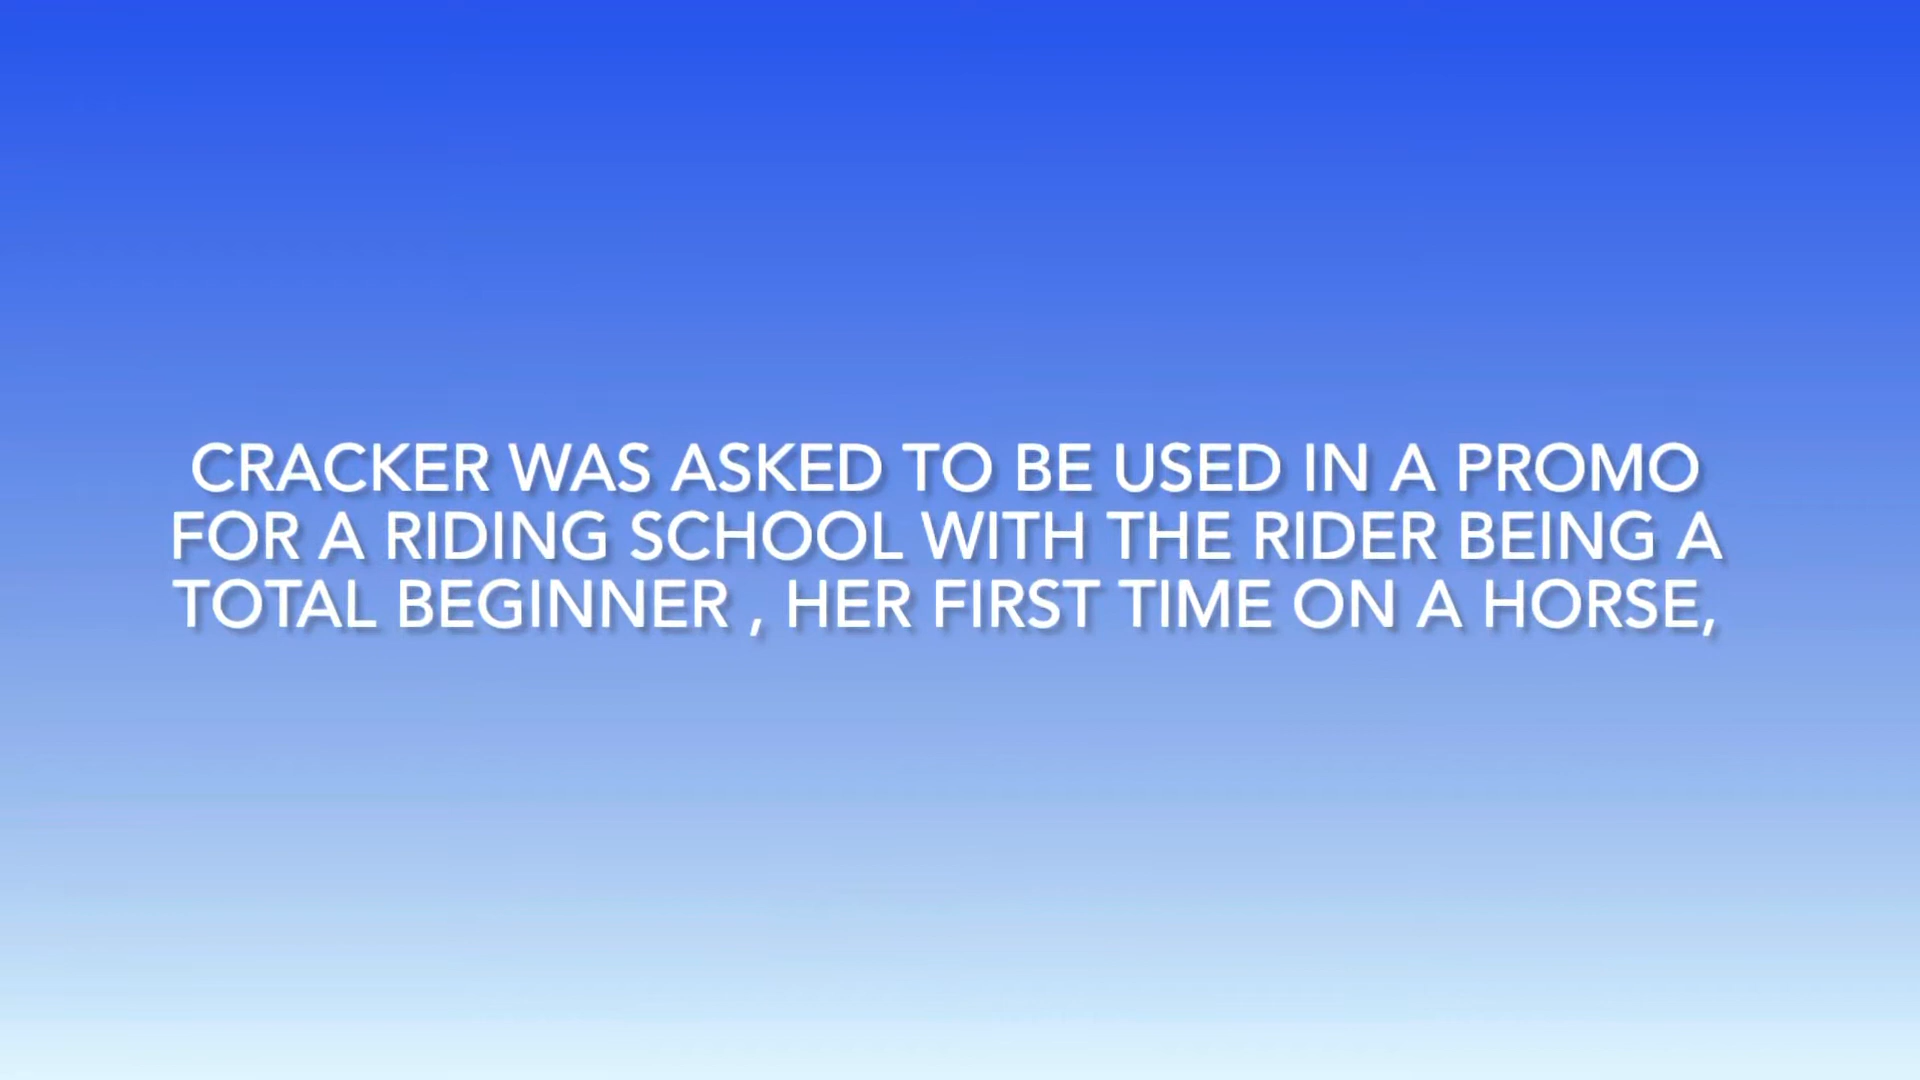 CRACKER WAS ASKED TO BE USED IN A PROMO
FOR A RIDING SCHOOL WITH THE RIDER BEING A
TOTAL BEGINNER , HER FIRST TIME ON A HORSE,